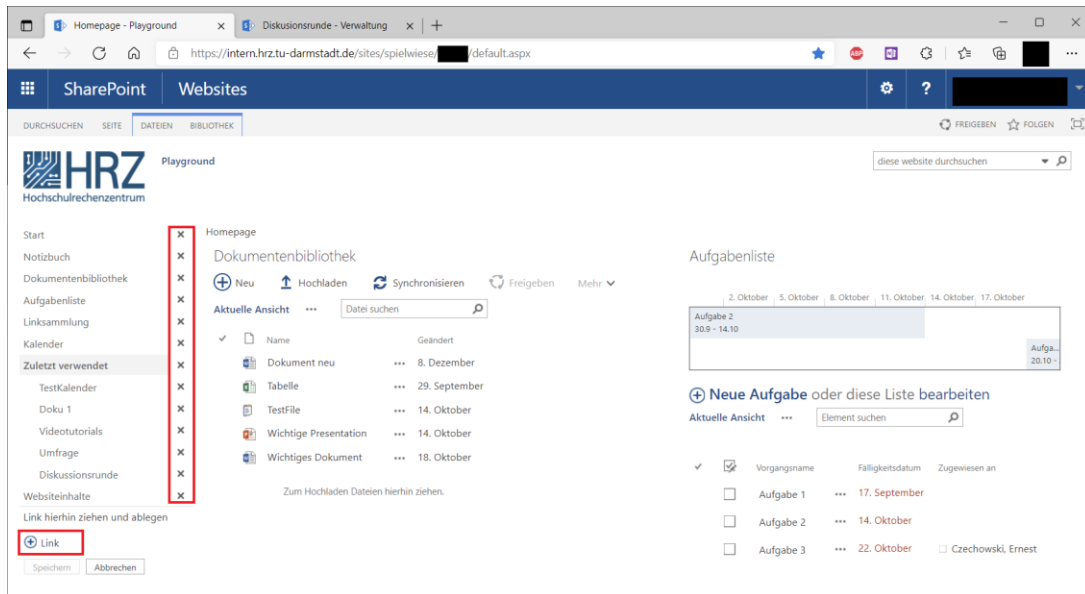 Homepage - Playground
Diskusionsrunde - Verwaltung
https://intern.hrz.tu-darmstadt.de/sites/spielwiese/ /default.aspx
ABP
SharePoint Websites
?
DURCHSUCHEN SEITE DATEIEN BIBLIOTHEK
FREIGEBEN FOLGEN
HRZ
Hochschulrechenzentrum
Playground
diese website durchsuchen
Start
Notizbuch
Dokumentenbibliothek
Aufgabenliste
Linksammlung
Kalender
Zuletzt verwendet
TestKalender
Doku 1
Videotutorials
Umfrage
Diskussionsrunde
Websiteinhalte
Link hierhin ziehen und ablegen
Link
Speichern Abbrechen
Homepage
Dokumentenbibliothek
Neu Hochladen Synchronisieren Freigeben Mehr
Aktuelle Ansicht ••• Datei suchen
Name Geändert
Dokument neu ••• 8. Dezember
Tabelle ••• 29. September
TestFile ••• 14. Oktober
Wichtige Presentation ••• 14. Oktober
Wichtiges Dokument ••• 18. Oktober
Zum Hochladen Dateien hierhin ziehen.
Aufgabenliste
2. Oktober 5. Oktober 8. Oktober 11. Oktober 14. Oktober 17. Oktober
Aufgabe 2
30.9 - 14.10
Aufga...
20.10 -
Neue Aufgabe oder diese Liste bearbeiten
Aktuelle Ansicht ••• Element suchen
Vorgangsname Fälligkeitsdatum Zugewiesen an
Aufgabe 1 ••• 17. September
Aufgabe 2 ••• 14. Oktober
Aufgabe 3 ••• 22. Oktober Czechowski, Ernest